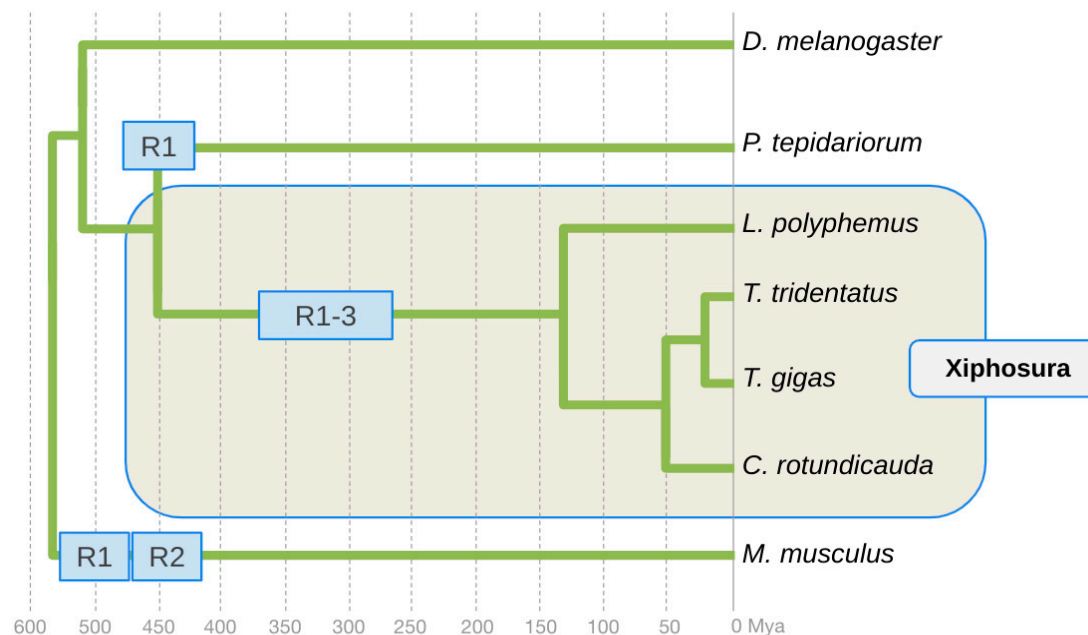 D. melanogaster
R1
P. tepidariorum
L. polyphemus
T. tridentatus
R1-3
Xiphosura
T. gigas
C. rotundicauda
R1 R2
M. musculus
600 500 450 400 350 300 250 200 150 100 50 0 Mya